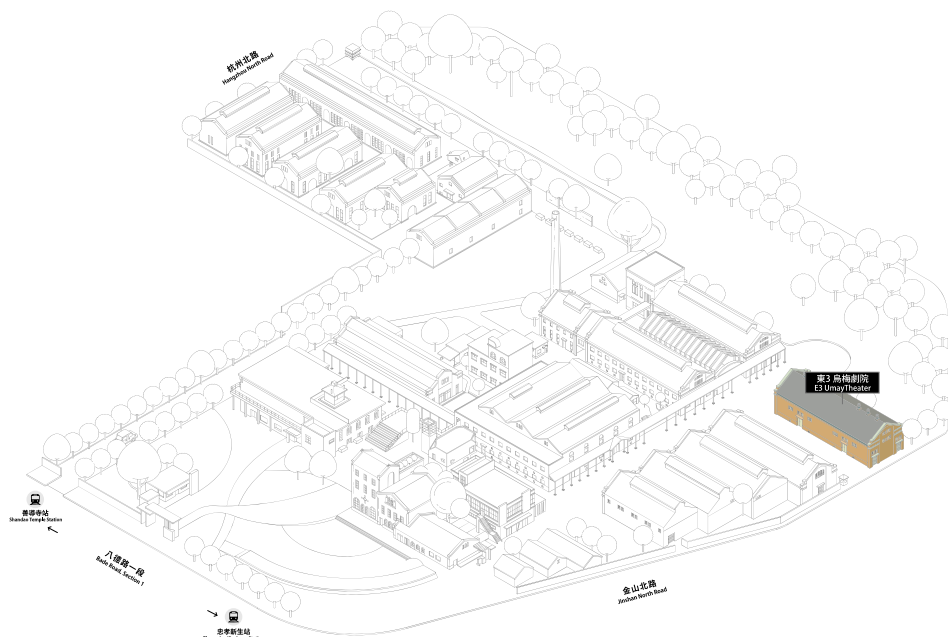 杭州北路
Hangzhou North Road
東3 烏梅劇院
E3 UmayTheater
善導寺站
Shandao Temple Station
八德路一段
Bade Road, Section 1
金山北路
Jinshan North Road
忠孝新生站